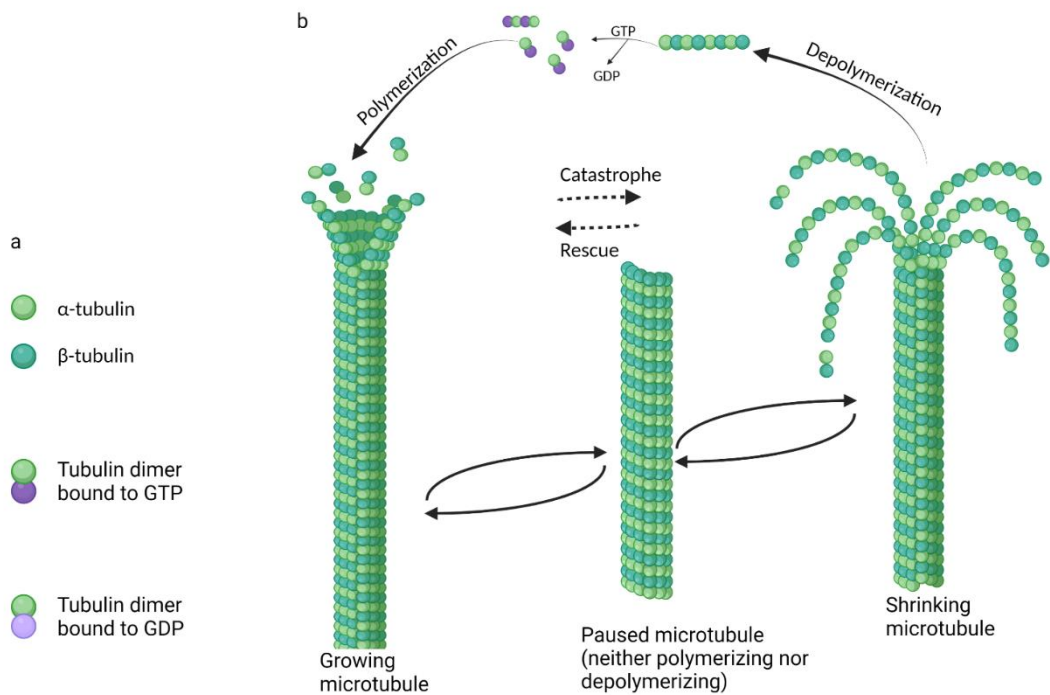 a
α-tubulin
β-tubulin
Tubulin dimer
bound to GTP
Tubulin dimer
bound to GDP
b
Polymerization
GTP
GDP
Depolymerization
Catastrophe
Rescue
Growing
microtubule
Paused microtubule
(neither polymerizing nor
depolymerizing)
Shrinking
microtubule